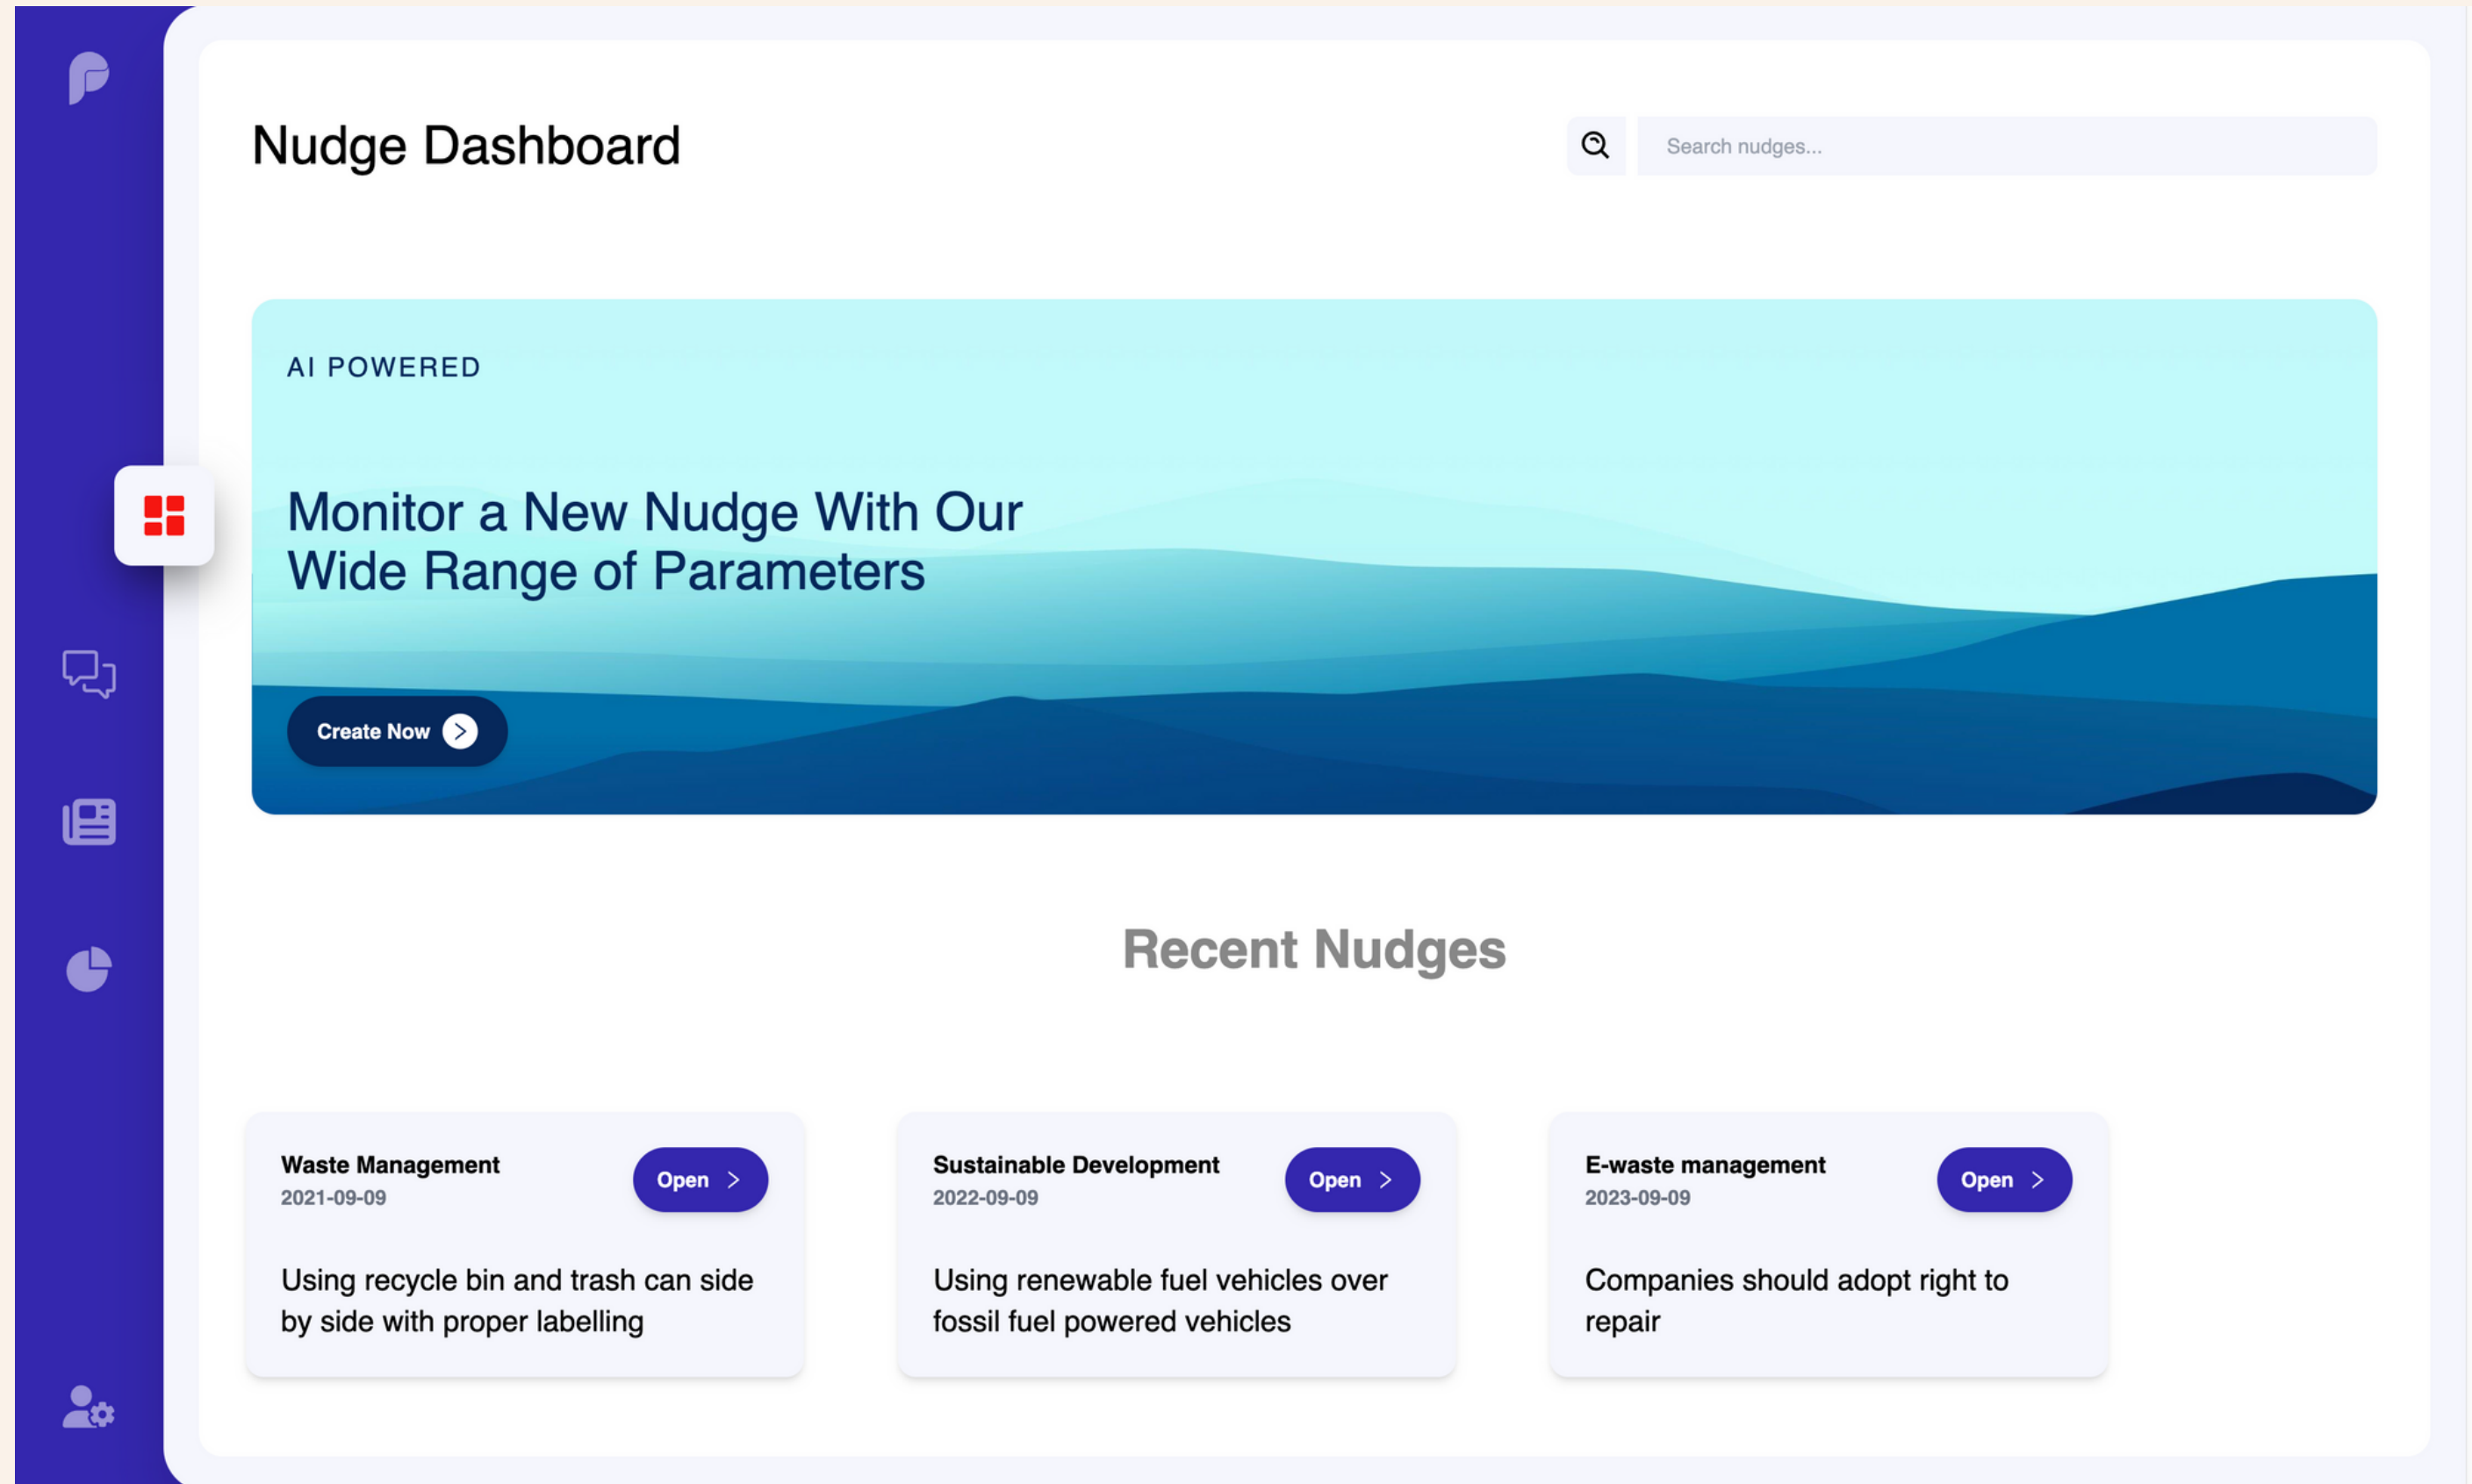 Nudge Dashboard
Search nudges...
AI POWERED
Monitor a New Nudge With Our
Wide Range of Parameters
Create Now
Recent Nudges
Waste Management
2021-09-09
Open
Using recycle bin and trash can side
by side with proper labelling
Sustainable Development
2022-09-09
Open
Using renewable fuel vehicles over
fossil fuel powered vehicles
E-waste management
2023-09-09
Open
Companies should adopt right to
repair